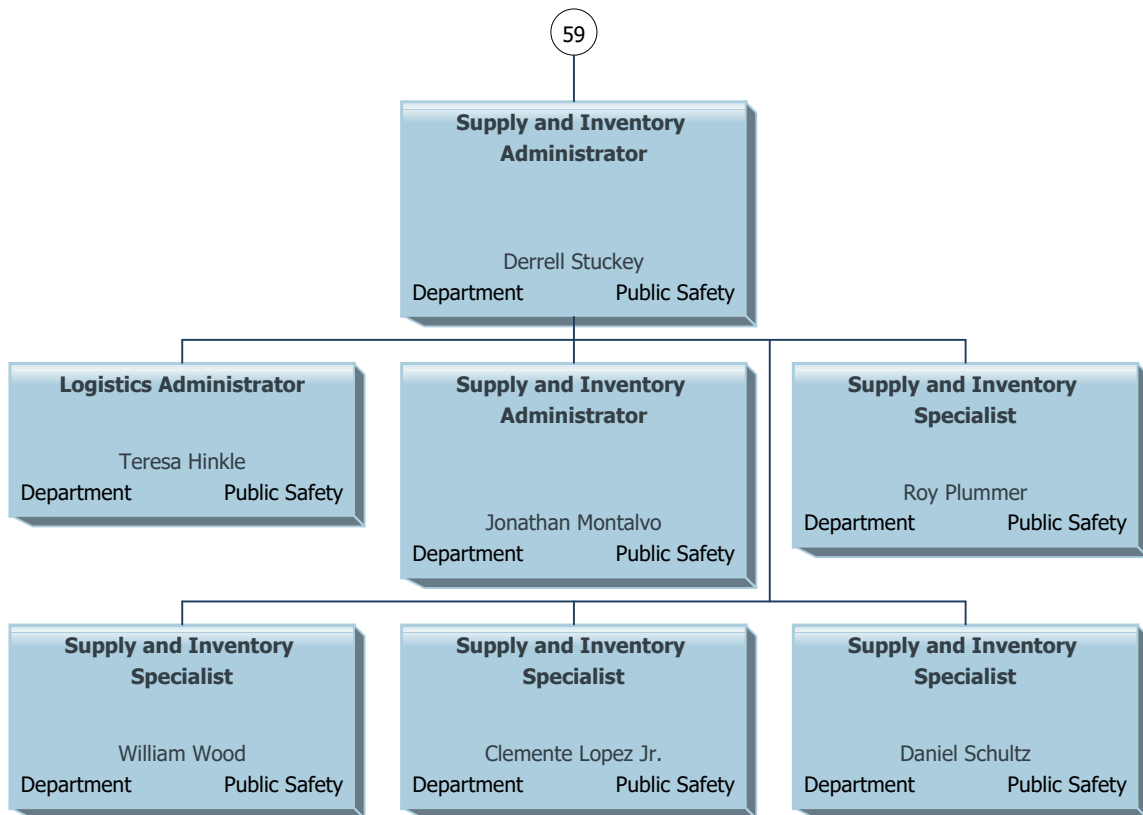 59
Supply and Inventory
Administrator
Derrell Stuckey
Department Public Safety
Logistics Administrator
Teresa Hinkle
Department Public Safety
Supply and Inventory
Administrator
Jonathan Montalvo
Department Public Safety
Supply and Inventory
Specialist
Roy Plummer
Department Public Safety
Supply and Inventory
Specialist
William Wood
Department Public Safety
Supply and Inventory
Specialist
Clemente Lopez Jr.
Department Public Safety
Supply and Inventory
Specialist
Daniel Schultz
Department Public Safety